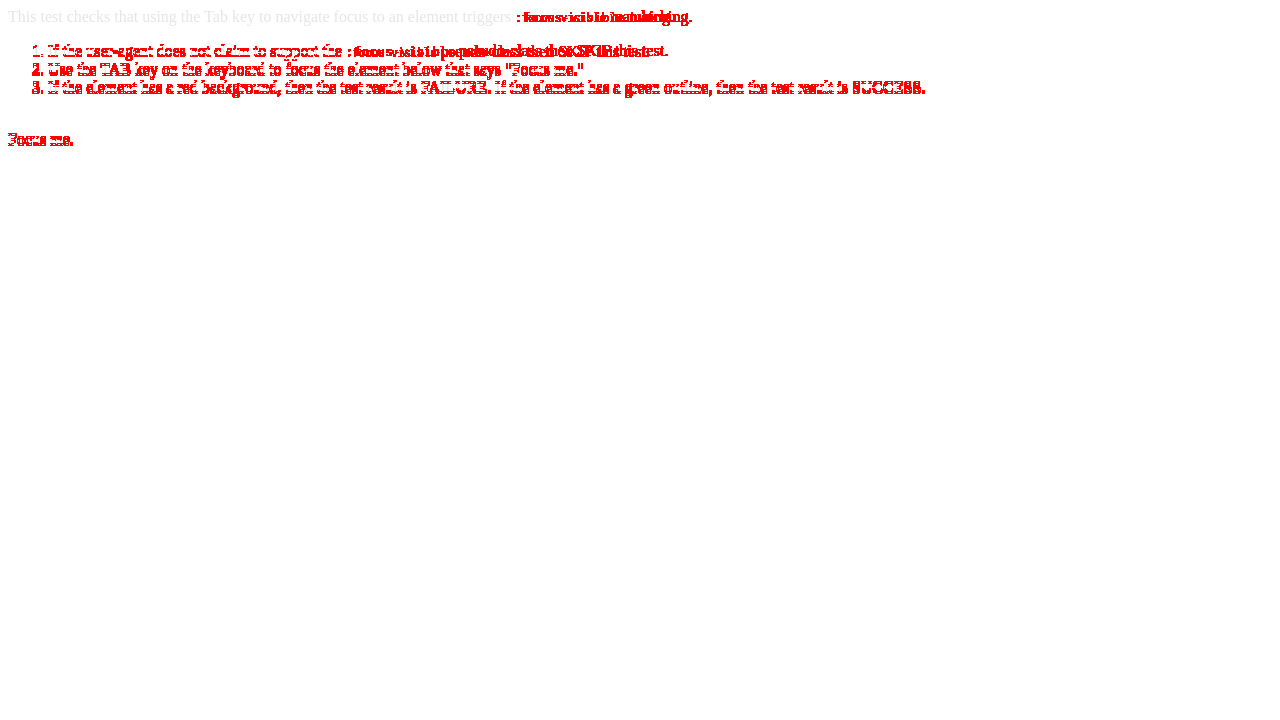 This test checks that using the Tab key to navigate focus to an element triggers :focus-visible matching.
1. If the user-agent does not claim to support the :focus-visible pseudo-class then SKIP this test.
2. Use the TAB key on the keyboard to focus the element below that says "Focus me."
3. If the element has a red background, then the test result is FAILURE. If the element has a green outline, then the test result is SUCCESS.
Focus me.